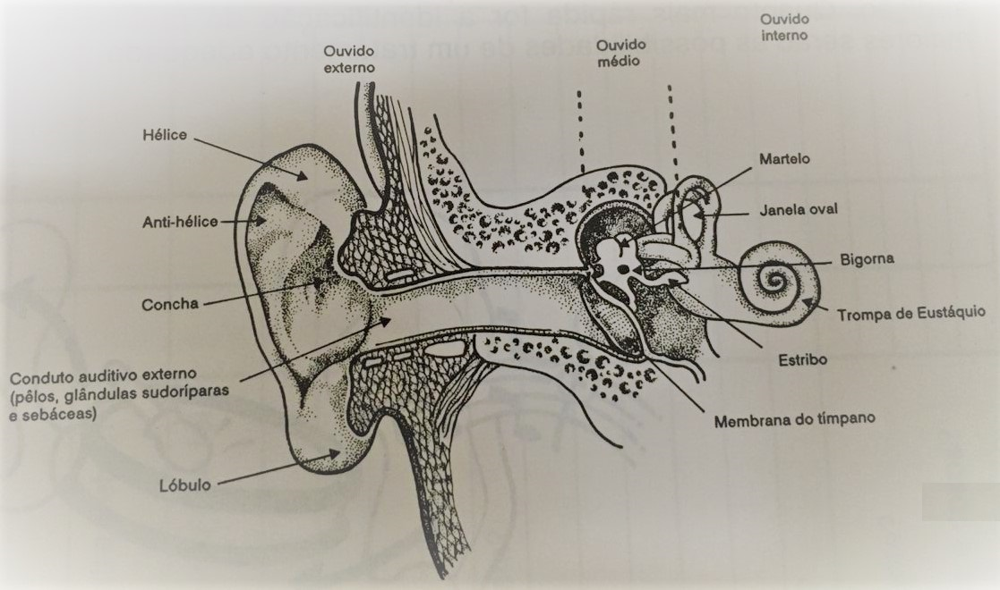 Ouvido
interno
Ouvido
médio
Ouvido
externo
Hélice
Martelo
Anti-hélice
Janela oval
Bigorna
Concha
Trompa de Eustáquio
Estribo
Conduto auditivo externo
(pêlos, glândulas sudoríparas
e sebáceas)
Membrana do tímpano
Lóbulo